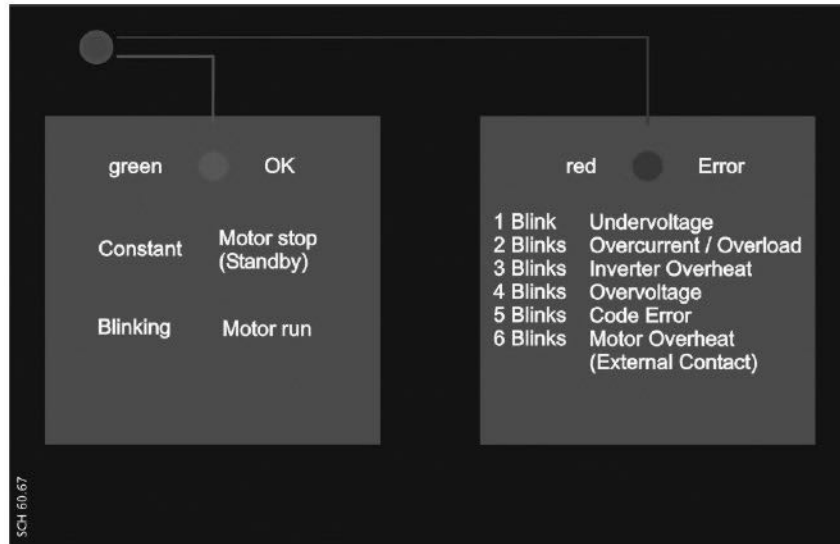 green OK
Constant Motor stop
(Standby)
Blinking Motor run
red Error
1 Blink Undervoltage
2 Blinks Overcurrent / Overload
3 Blinks Inverter Overheat
4 Blinks Overvoltage
5 Blinks Code Error
6 Blinks Motor Overheat
(External Contact)
SCH 60.67